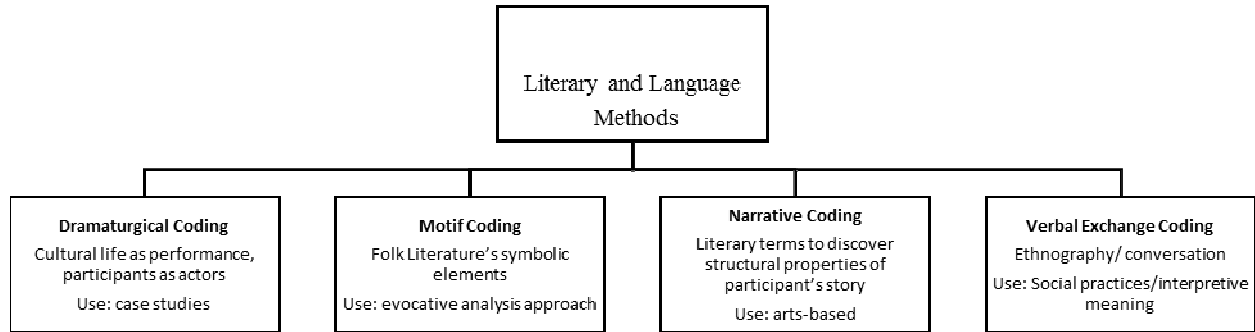 Literary and Language
Methods
Dramaturgical Coding
Cultural life as performance,
participants as actors
Use: case studies
Motif Coding
Folk Literature's symbolic
elements
Use: evocative analysis approach
Narrative Coding
Literary terms to discover
structural properties of
participant's story
Use: arts-based
Verbal Exchange Coding
Ethnography/ conversation
Use: Social practices/interpretive
meaning